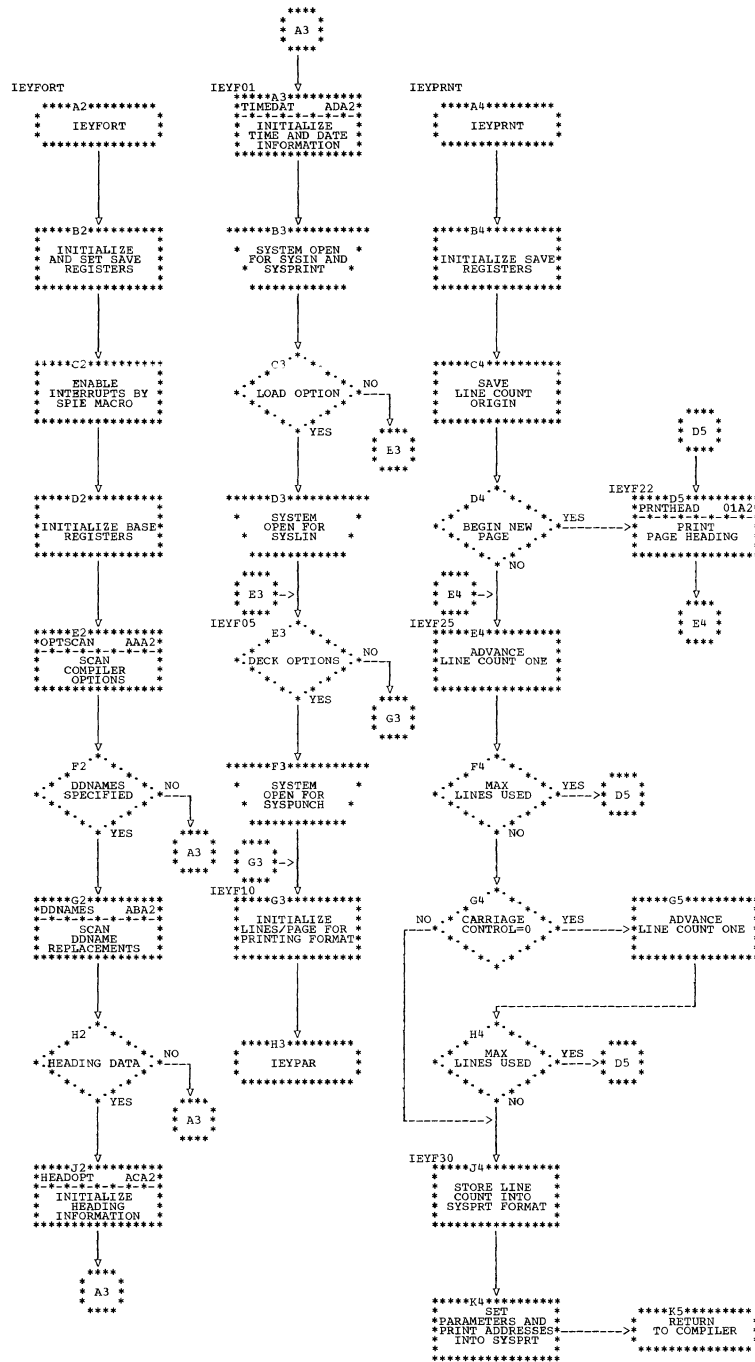 A3
IEYFORT
A2
IEYFORT
B2
INITIALIZE
AND SET SAVE
REGISTERS
C2
ENABLE
INTERRUPTS BY
SPIE MACRO
D2
INITIALIZE BASE
REGISTERS
E2
OPTSCAN AAA2
SCAN
COMPILER
OPTIONS
F2
DDNAMES
SPECIFIED
NO
YES
A3
G2
DDNAMES ABA2
SCAN
DDNAME
REPLACEMENTS
H2
HEADING DATA
NO
YES
A3
J2
HEADOPT ACA2
INITIALIZE
HEADING
INFORMATION
A3
IEYF01
A3
TIMEDAT ADA2
INITIALIZE
TIME AND DATE
INFORMATION
B3
SYSTEM OPEN
FOR SYSIN AND
SYSPRINT
C3
LOAD OPTION
NO
YES
E3
D3
SYSTEM
OPEN FOR
SYSLIN
E3
IEYF05
E3
DECK OPTIONS
NO
YES
G3
F3
SYSTEM
OPEN FOR
SYSPUNCH
G3
IEYF10
G3
INITIALIZE
LINES/PAGE FOR
PRINTING FORMAT
H3
IEYPAR
IEYPRNT
A4
IEYPRNT
B4
INITIALIZE SAVE
REGISTERS
C4
SAVE
LINE COUNT
ORIGIN
D4
BEGIN NEW
PAGE
YES
NO
D5
IEYF22
D5
PRNTHEAD 01A2
PRINT
PAGE HEADING
E4
E4
IEYF25
E4
ADVANCE
LINE COUNT ONE
F4
MAX
LINES USED
YES
D5
NO
G4
NO
CARRIAGE
CONTROL=0
YES
G5
ADVANCE
LINE COUNT ONE
H4
MAX
LINES USED
YES
D5
NO
IEYF30
J4
STORE LINE
COUNT INTO
SYSPRT FORMAT
K4
SET
PARAMETERS AND
PRINT ADDRESSES
INTO SYSPRT
K5
RETURN
TO COMPILER